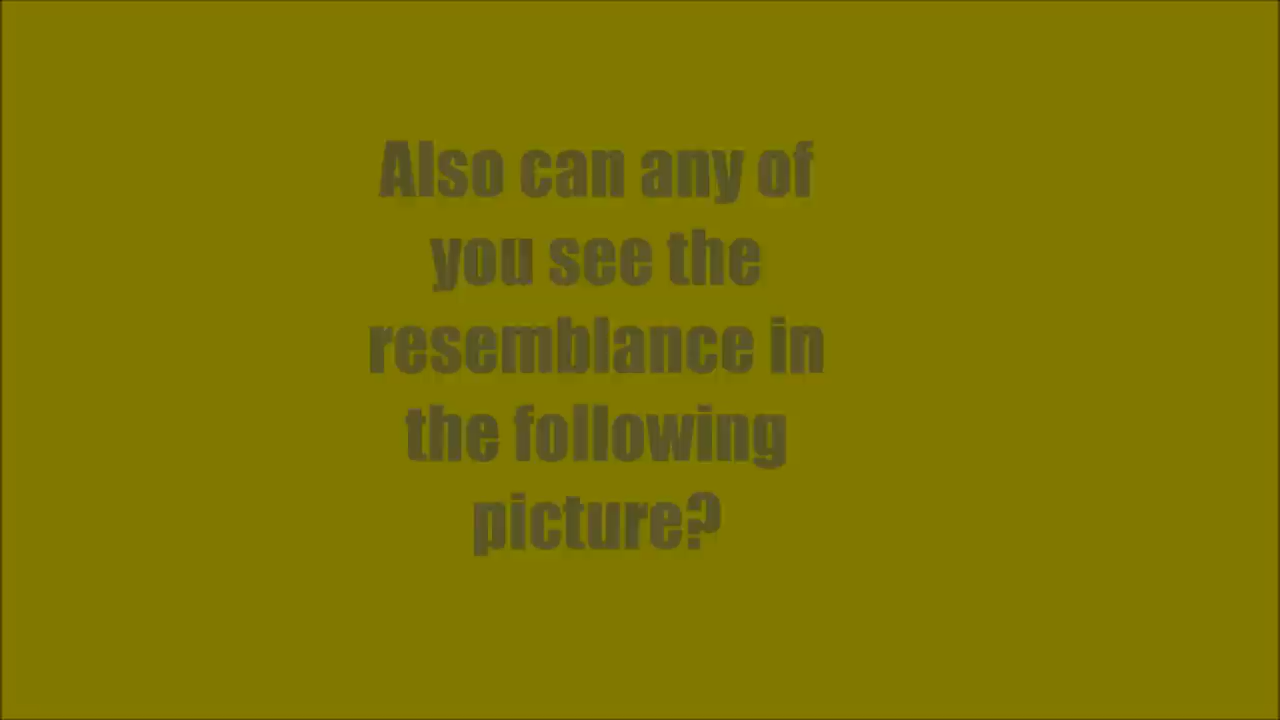 Also can any of
you see the
resemblance in
the following
picture?